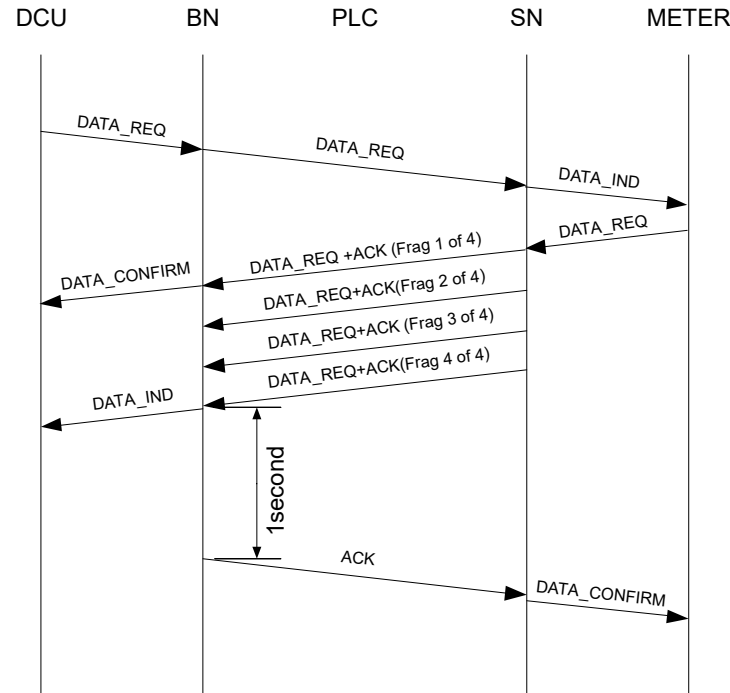 DCU BN PLC SN METER
DATA_REQ
DATA_REQ
DATA_IND
DATA_REQ
DATA_REQ +ACK (Frag 1 of 4)
DATA_CONFIRM
DATA_REQ+ACK(Frag 2 of 4)
DATA_REQ+ACK (Frag 3 of 4)
DATA_REQ+ACK(Frag 4 of 4)
DATA_IND
1second
ACK
DATA_CONFIRM